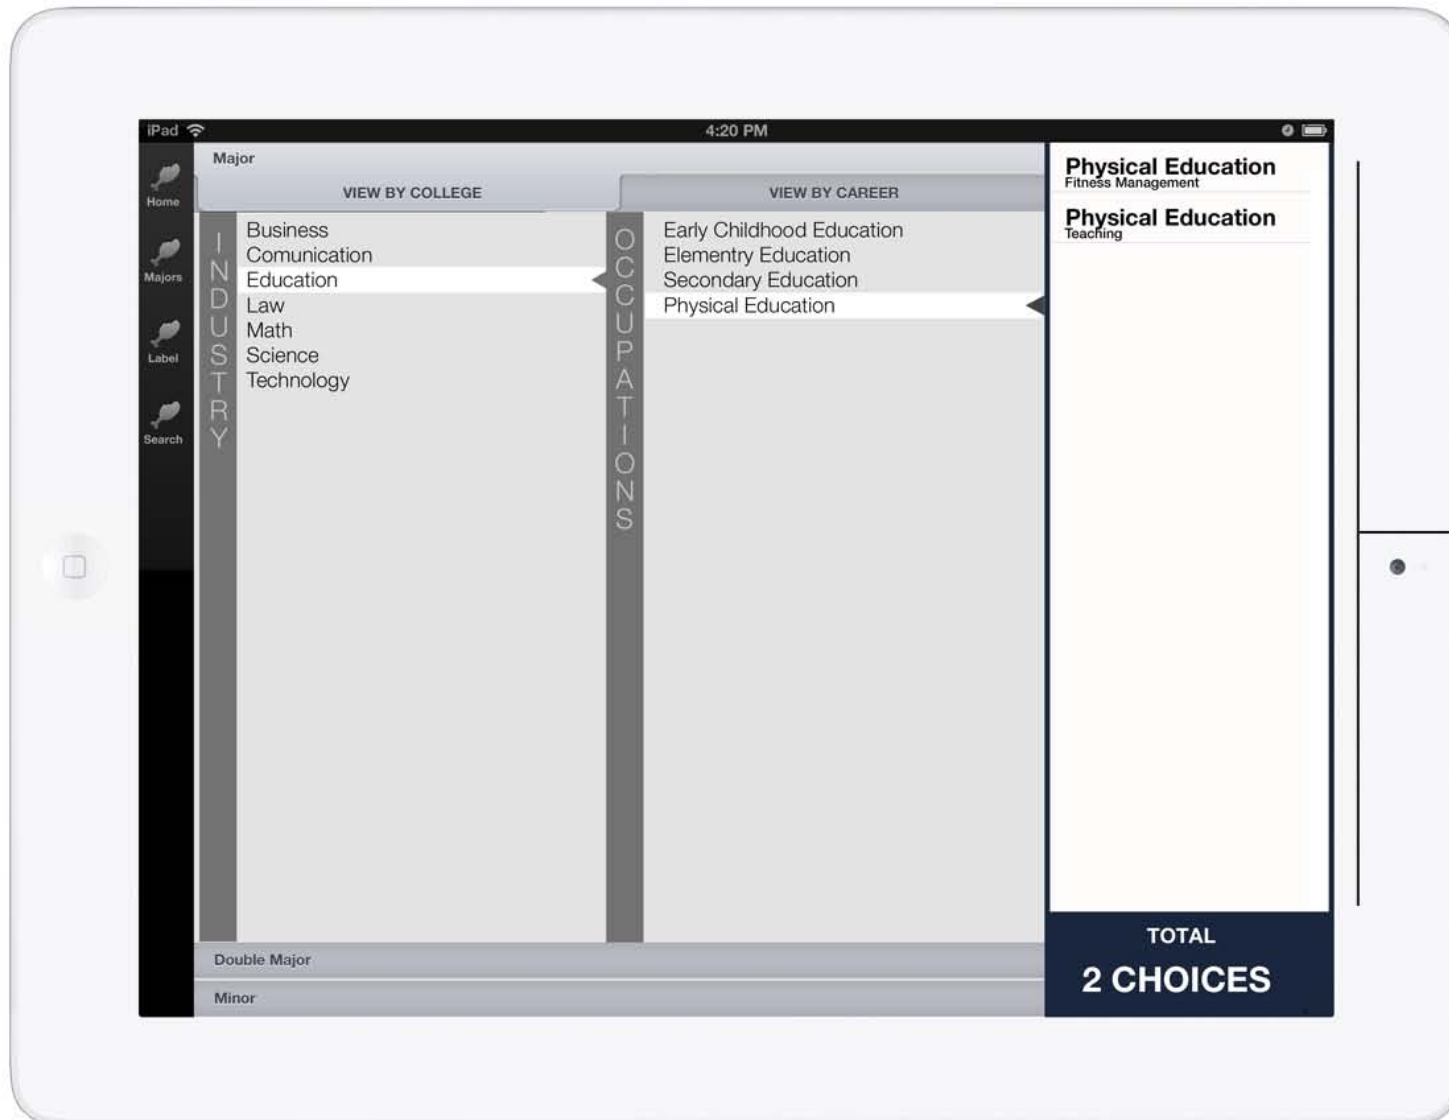 iPad
4:20 PM
Home
Majors
Label
Search
Major
VIEW BY COLLEGE
VIEW BY CAREER
INDUSTRY
Business
Comunication
Education
Law
Math
Science
Technology
OCCUPATIONS
Early Childhood Education
Elementry Education
Secondary Education
Physical Education
Double Major
Minor
Physical Education
Fitness Management
Physical Education
Teaching
TOTAL
2 CHOICES